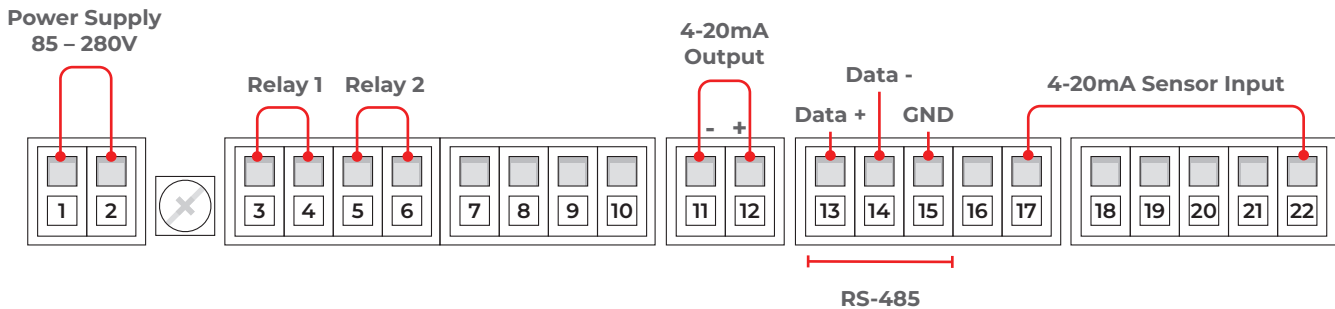 Power Supply
85 – 280V
Relay 1
Relay 2
4-20mA
Output
- +
Data +
Data -
GND
4-20mA Sensor Input
1 2 3 4 5 6 7 8 9 10 11 12 13 14 15 16 17 18 19 20 21 22
RS-485